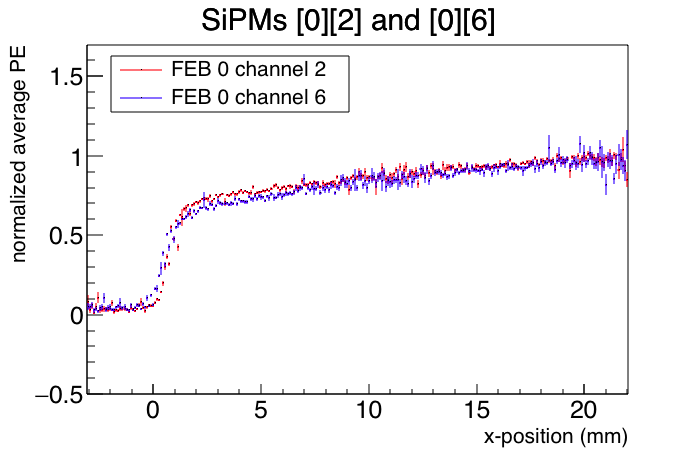 SiPMs [0][2] and [0][6]
normalized average PE
FEB 0 channel 2
FEB 0 channel 6
1.5
1
0.5
0
−0.5
0 5 10 15 20
x-position (mm)